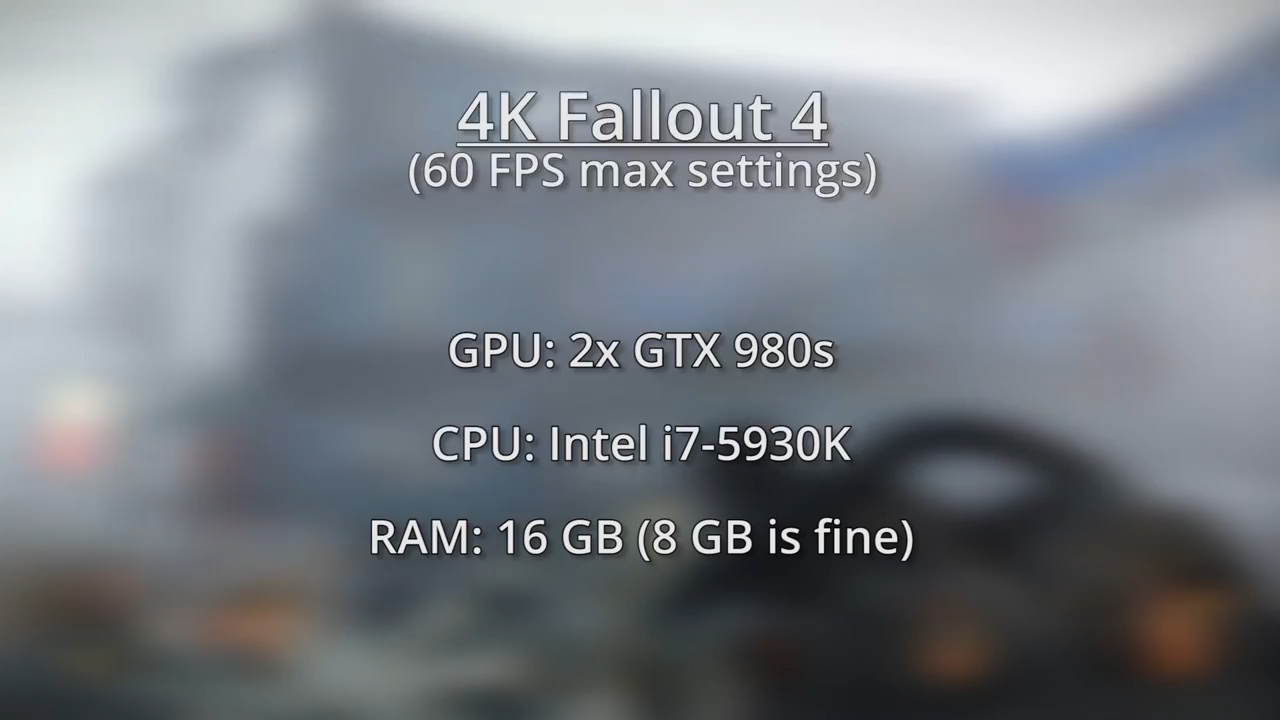 4K Fallout 4
(60 FPS max settings)
GPU: 2x GTX 980s
CPU: Intel i7-5930K
RAM: 16 GB (8 GB is fine)